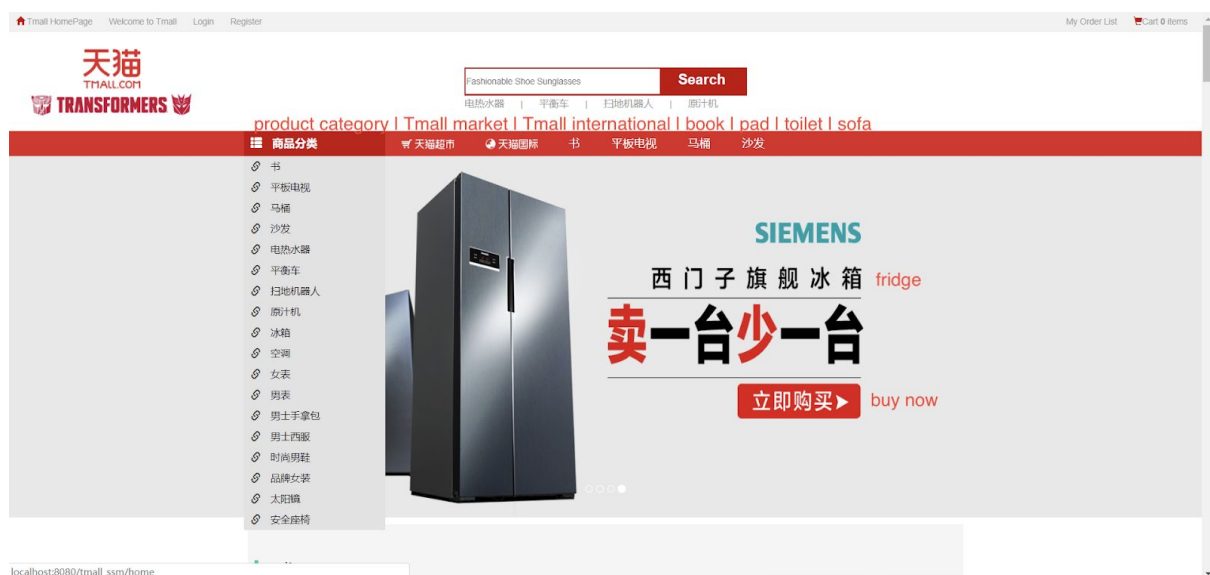 Tmall HomePage Welcome to Tmall Login Register My Order List Cart 0 items
天猫
TMALL.COM
TRANSFORMERS
Fashionable Shoe Sunglasses Search
电热水器 | 平衡车 | 扫地机器人 | 原汁机
product category | Tmall market | Tmall international | book | pad | toilet | sofa
商品分类 天猫超市 天猫国际 书 平板电视 马桶 沙发
书
平板电视
马桶
沙发
电热水器
平衡车
扫地机器人
原汁机
冰箱
空调
女表
男表
男士手拿包
男士西服
时尚男鞋
品牌女装
太阳镜
安全座椅
SIEMENS
西门子旗舰冰箱 fridge
卖一台少一台
立即购买 buy now
localhost:8080/tmall_ssm/home